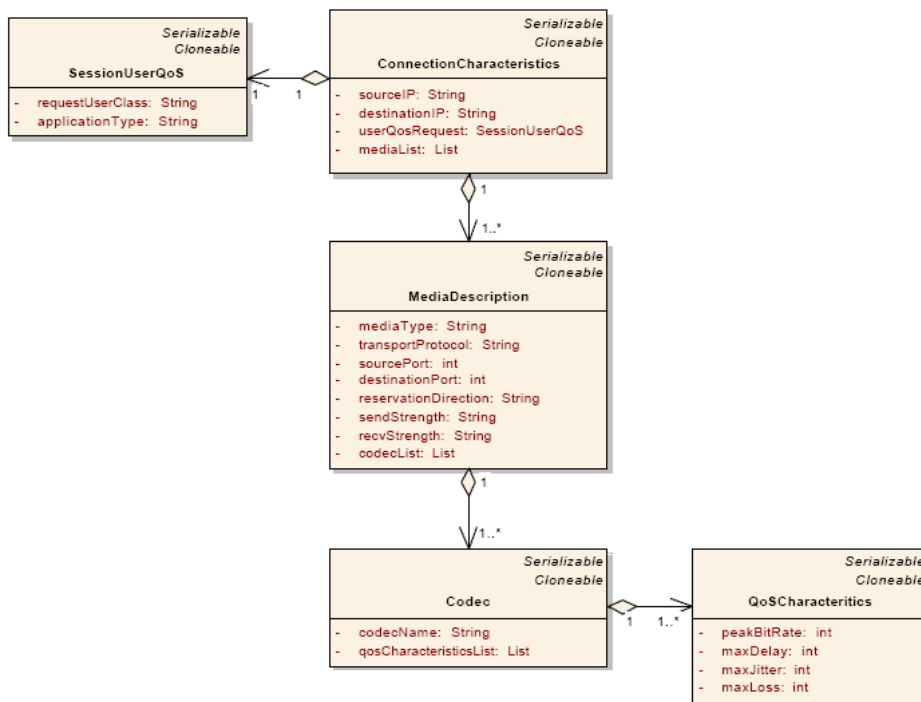 Serializable
Cloneable
SessionUserQoS
- requestUserClass: String
- applicationType: String
1
1
Serializable
Cloneable
ConnectionCharacteristics
- sourceIP: String
- destinationIP: String
- userQosRequest: SessionUserQoS
- mediaList: List
1
1..*
Serializable
Cloneable
MediaDescription
- mediaType: String
- transportProtocol: String
- sourcePort: int
- destinationPort: int
- reservationDirection: String
- sendStrength: String
- recvStrength: String
- codecList: List
1
1..*
Serializable
Cloneable
Codec
- codecName: String
- qosCharacteristicsList: List
1
1..*
Serializable
Cloneable
QoSCharacteritics
- peakBitRate: int
- maxDelay: int
- maxJitter: int
- maxLoss: int